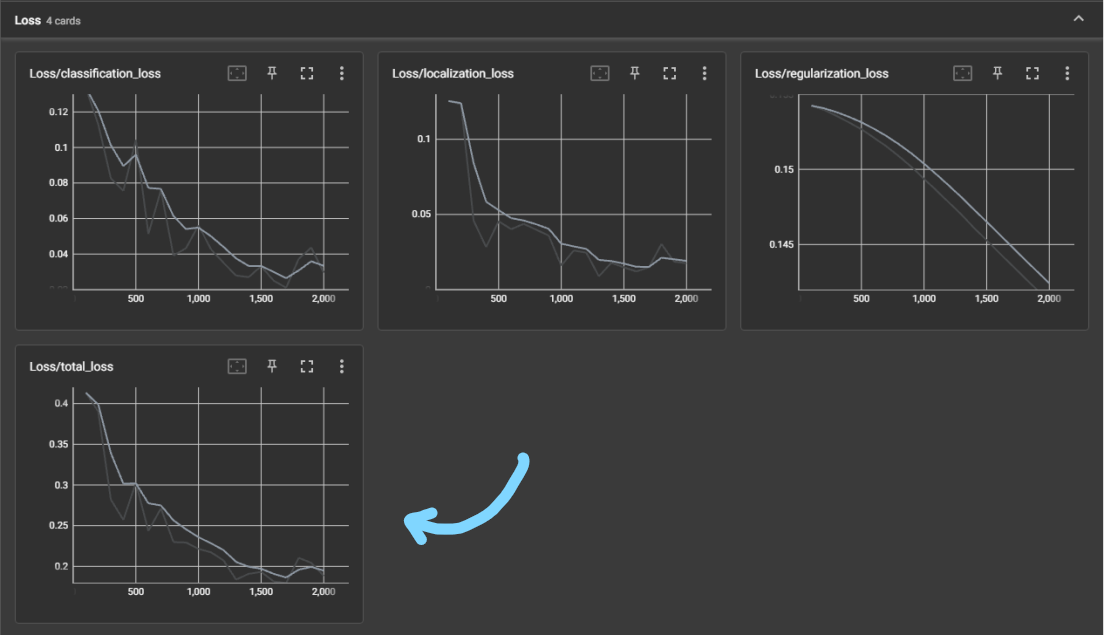 Loss 4 cards
Loss/classification_loss
0.12
0.1
0.08
0.06
0.04
500 1,000 1,500 2,000
Loss/localization_loss
0.1
0.05
500 1,000 1,500 2,000
Loss/regularization_loss
0.15
0.145
500 1,000 1,500 2,000
Loss/total_loss
0.4
0.35
0.3
0.25
0.2
500 1,000 1,500 2,000